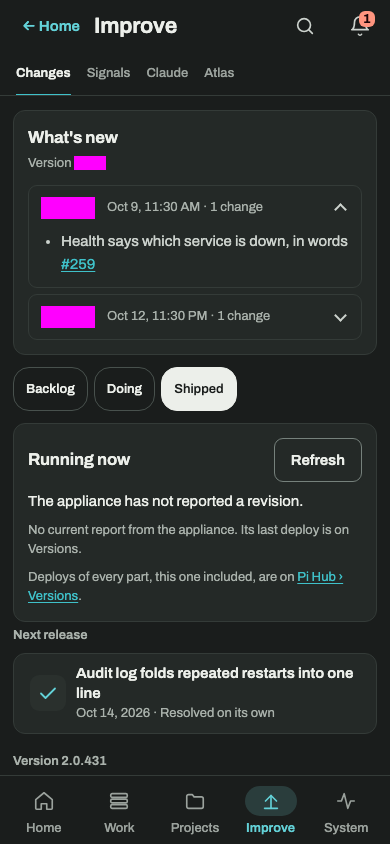 ← Home Improve
1
Changes Signals Claude Atlas
What's new
Version
Oct 9, 11:30 AM · 1 change
• Health says which service is down, in words
#259
Oct 12, 11:30 PM · 1 change
Backlog Doing Shipped
Running now
Refresh
The appliance has not reported a revision.
No current report from the appliance. Its last deploy is on
Versions.
Deploys of every part, this one included, are on Pi Hub ›
Versions.
Next release
Audit log folds repeated restarts into one
line
Oct 14, 2026 · Resolved on its own
Version 2.0.431
Home Work Projects Improve System